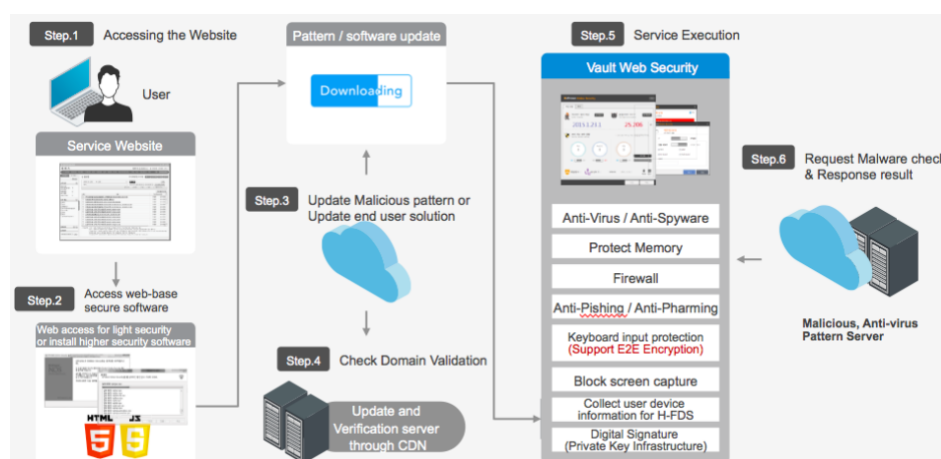 Step.1
Accessing the Website
User
Service Website
Step.2
Access web-base
secure software
Web access for light security
or install higher security software
HTML
5
JS
5
Pattern / software update
Downloading
Step.3
Update Malicious pattern or
Update end user solution
Step.4
Check Domain Validation
Update and
Verification server
through CDN
Step.5
Service Execution
Vault Web Security
Anti-Virus / Anti-Spyware
Protect Memory
Firewall
Anti-Pishing / Anti-Pharming
Keyboard input protection
(Support E2E Encryption)
Block screen capture
Collect user device
information for H-FDS
Digital Signature
(Private Key Infrastructure)
Step.6
Request Malware check
& Response result
Malicious, Anti-virus
Pattern Server